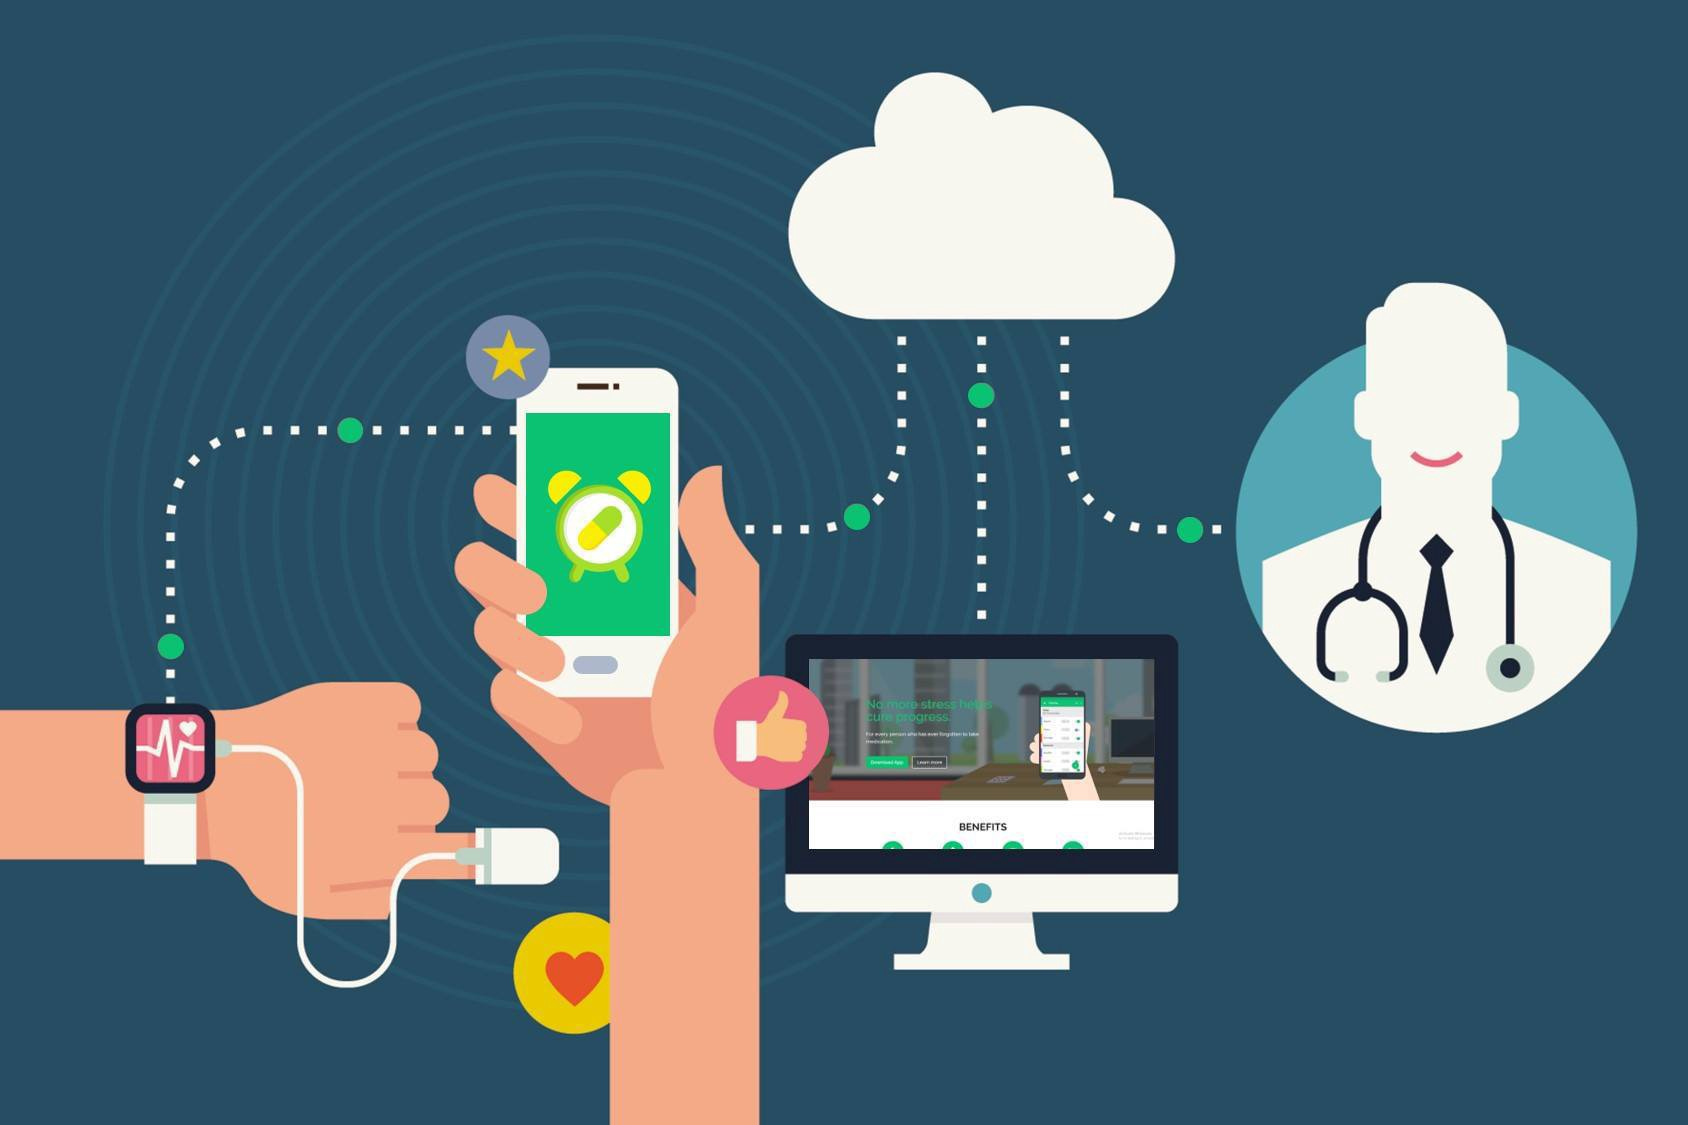 No more stress helps
cure progress.
For every person who has ever forgotten to take
medication.
Download App
Learn more
BENEFITS